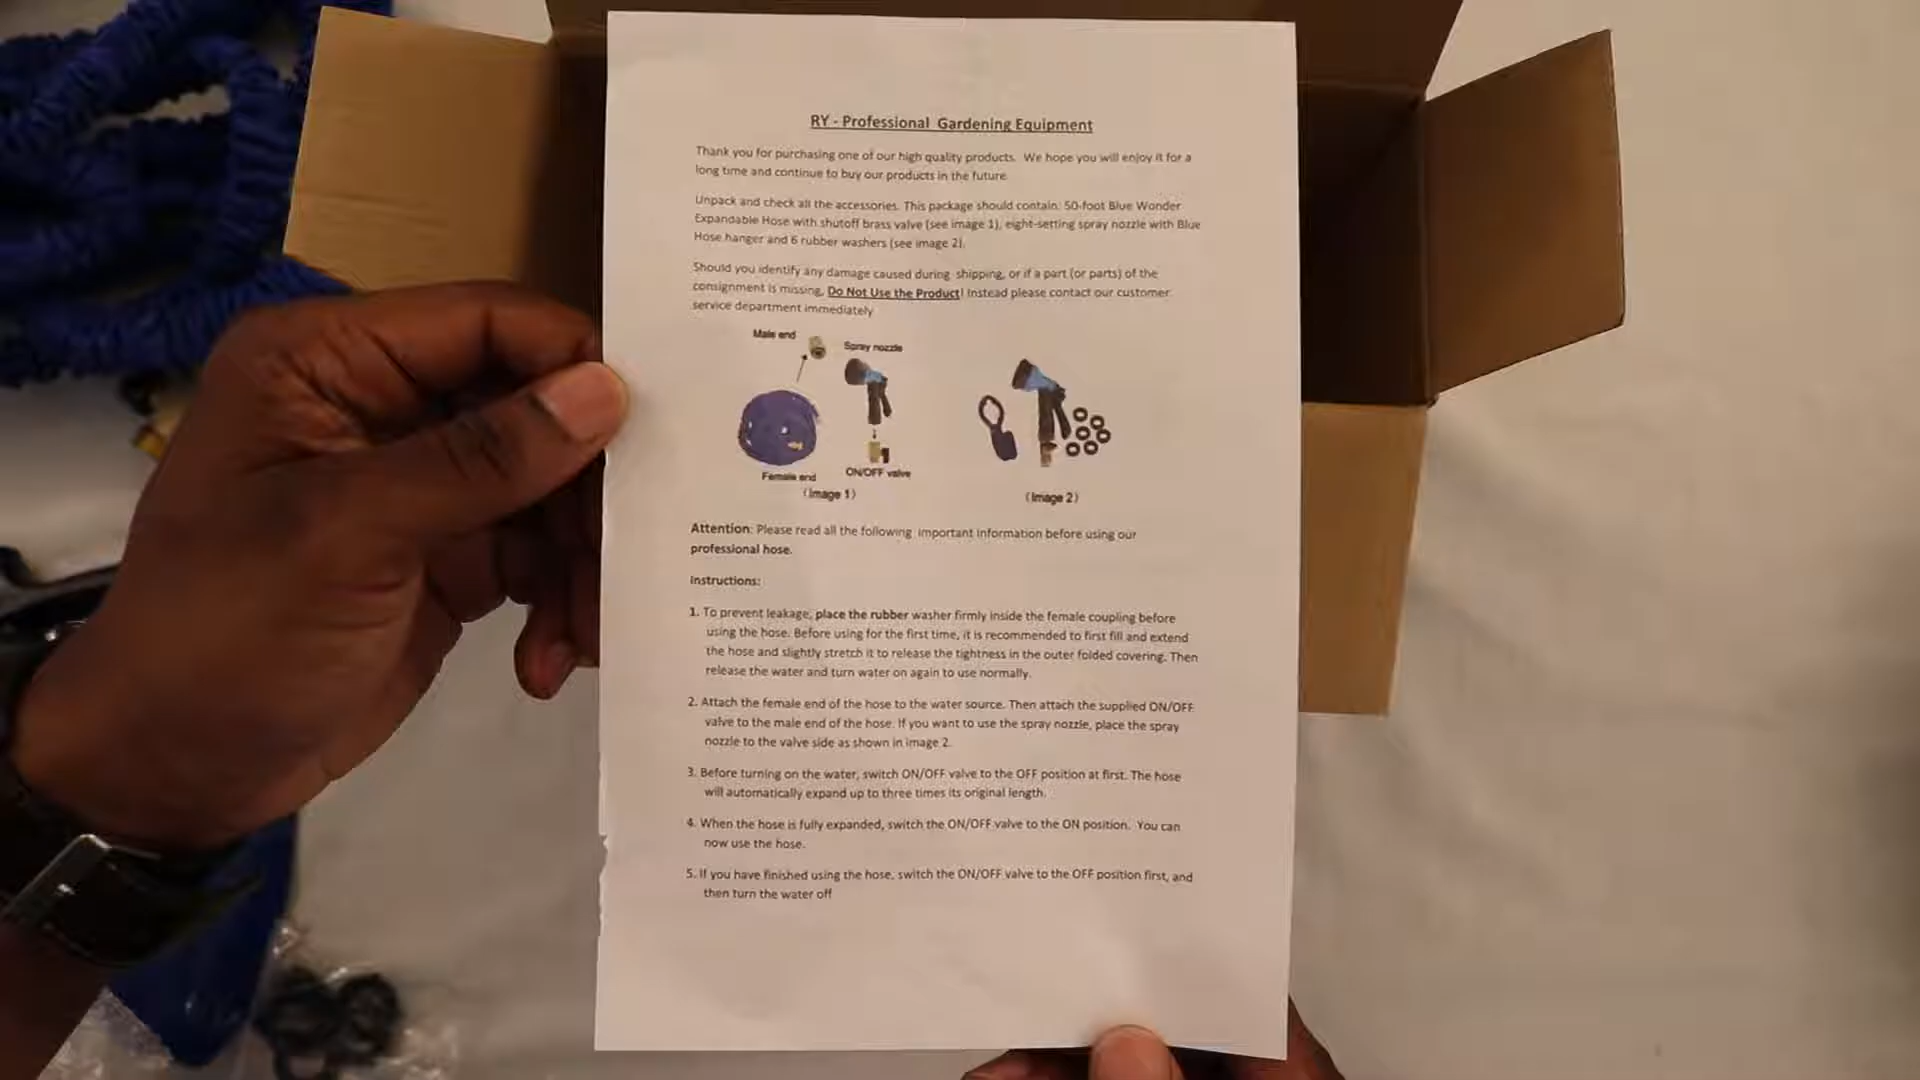 RY - Professional Gardening Equipment
Thank you for purchasing one of our high quality products. We hope you will enjoy it for a
long time and continue to buy our products in the future
Unpack and check all the accessories. This package should contain: 50-foot Blue Wonder
Expandable Hose with shutoff brass valve (see image 1), eight-setting spray nozzle with Blue
Hose hanger and 6 rubber washers (see image 2).
Should you identify any damage caused during shipping, or if a part (or parts) of the
consignment is missing, Do Not Use the Product! Instead please contact our customer
service department immediately
Male end
Spray nozzle
Female end
ON/OFF valve
(Image 1)
(Image 2)
Attention: Please read all the following important information before using our
professional hose.
Instructions:
1. To prevent leakage, place the rubber washer firmly inside the female coupling before
using the hose. Before using for the first time, it is recommended to first fill and extend
the hose and slightly stretch it to release the tightness in the outer folded covering. Then
release the water and turn water on again to use normally.
2. Attach the female end of the hose to the water source. Then attach the supplied ON/OFF
valve to the male end of the hose. If you want to use the spray nozzle, place the spray
nozzle to the valve side as shown in image 2.
3. Before turning on the water, switch ON/OFF valve to the OFF position at first. The hose
will automatically expand up to three times its original length.
4. When the hose is fully expanded, switch the ON/OFF valve to the ON position. You can
now use the hose.
5. If you have finished using the hose, switch the ON/OFF valve to the OFF position first, and
then turn the water off